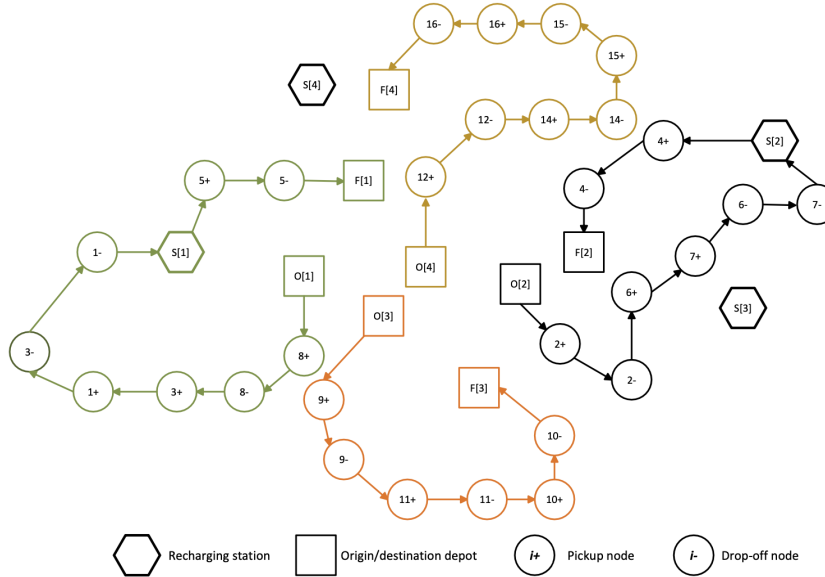 16-
16+
15-
15+
S[4]
F[4]
12-
14+
14-
4+
S[2]
5+
5-
F[1]
12+
4-
6-
7-
1-
S[1]
F[2]
7+
O[1]
O[4]
O[2]
6+
S[3]
O[3]
3-
8+
2+
2-
1+
3+
8-
9+
F[3]
10-
9-
11+
11-
10+
Recharging station
Origin/destination depot
i+
Pickup node
i-
Drop-off node